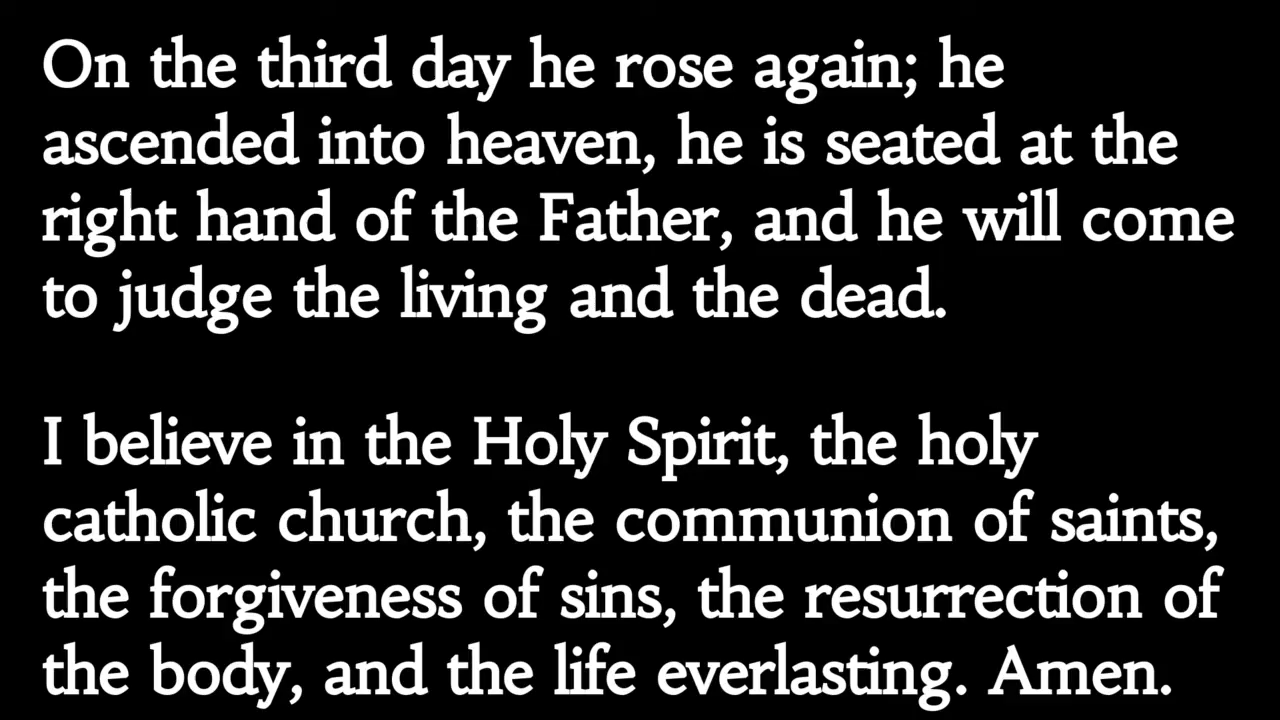 On the third day he rose again; he
ascended into heaven, he is seated at the
right hand of the Father, and he will come
to judge the living and the dead.
I believe in the Holy Spirit, the holy
catholic church, the communion of saints,
the forgiveness of sins, the resurrection of
the body, and the life everlasting. Amen.